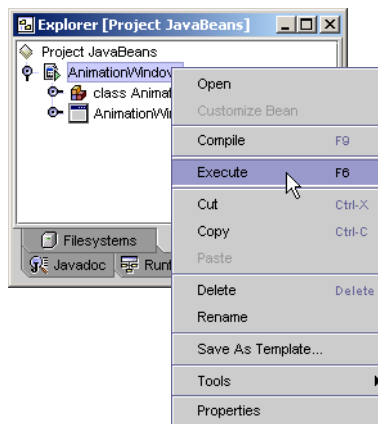 Explorer [Project JavaBeans]
Project JavaBeans
AnimationWindow
class Animat
AnimationWi
Filesystems
Javadoc
Runt
Open
Customize Bean
Compile F9
Execute F6
Cut Ctrl-X
Copy Ctrl-C
Paste
Delete Delete
Rename
Save As Template...
Tools
Properties